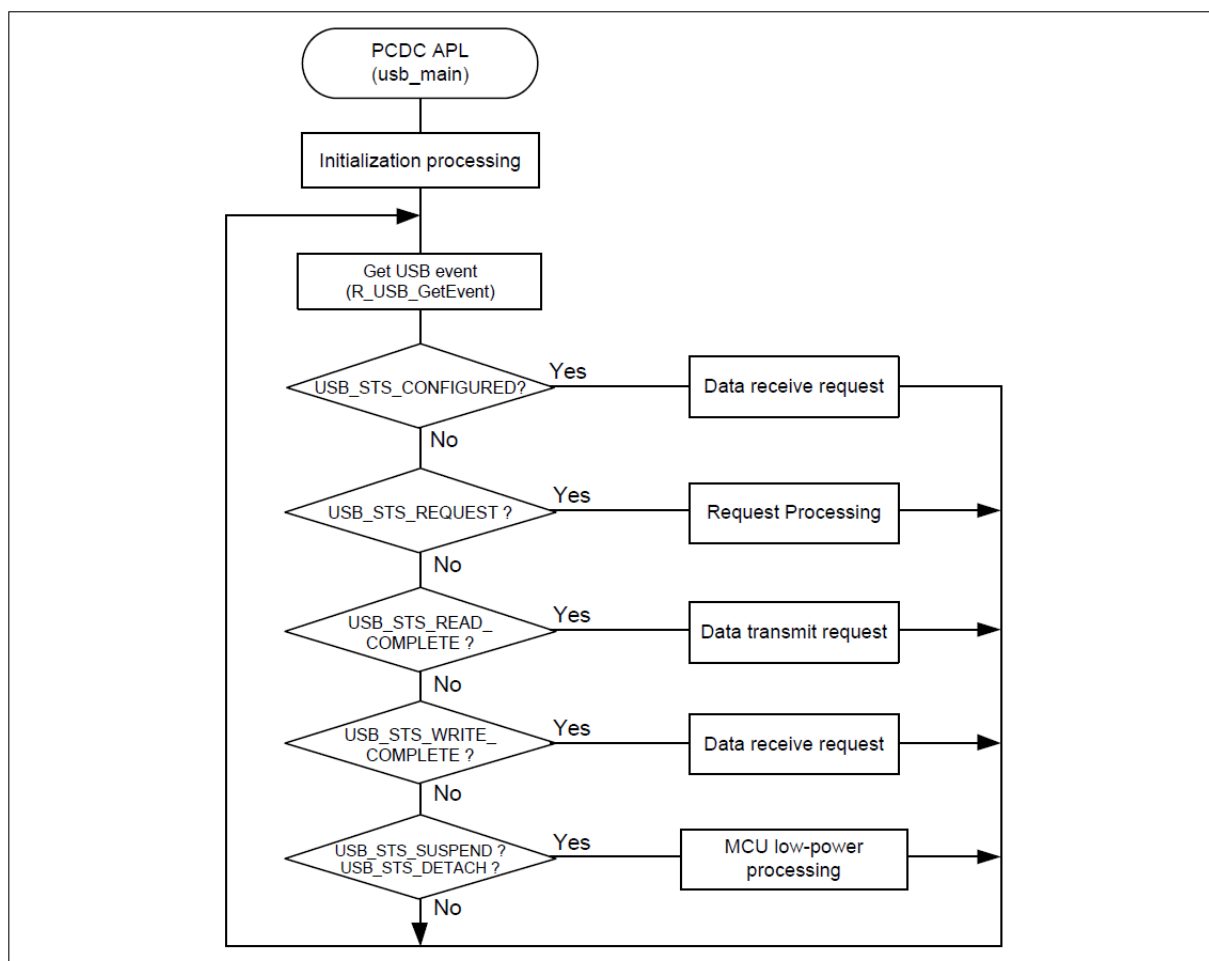 PCDC APL
(usb_main)
Initialization processing
Get USB event
(R_USB_GetEvent)
USB_STS_CONFIGURED?
Yes
Data receive request
No
USB_STS_REQUEST ?
Yes
Request Processing
No
USB_STS_READ_
COMPLETE ?
Yes
Data transmit request
No
USB_STS_WRITE_
COMPLETE ?
Yes
Data receive request
No
USB_STS_SUSPEND ?
USB_STS_DETACH ?
Yes
MCU low-power
processing
No